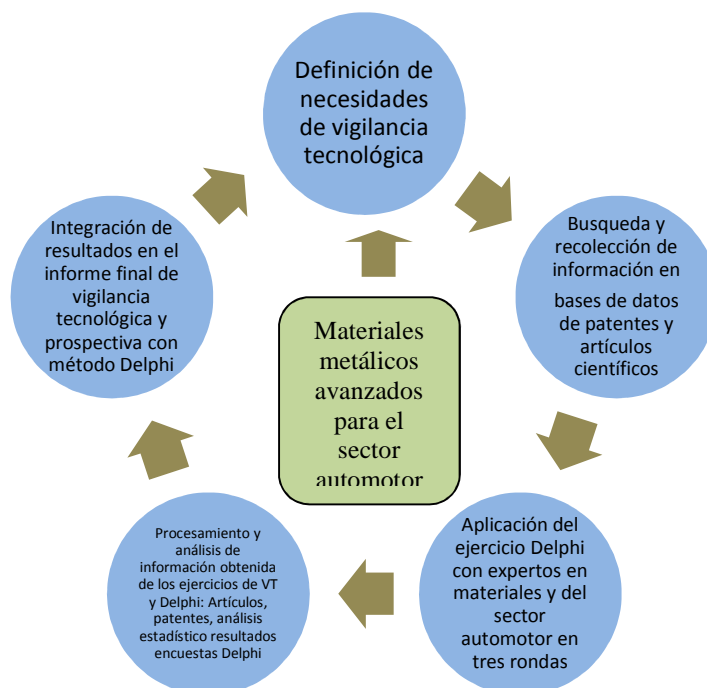 Definición de
necesidades
de vigilancia
tecnológica
Busqueda y
recolección de
información en
bases de datos
de patentes y
artículos
científicos
Aplicación del
ejercicio Delphi
con expertos en
materiales y del
sector
automotor en
tres rondas
Procesamiento y
análisis de
información obtenida
de los ejercicios de VT
y Delphi: Artículos,
patentes, análisis
estadístico resultados
encuestas Delphi
Integración de
resultados en el
informe final de
vigilancia
tecnológica y
prospectiva con
método Delphi
Materiales
metálicos
avanzados
para el
sector
automotor